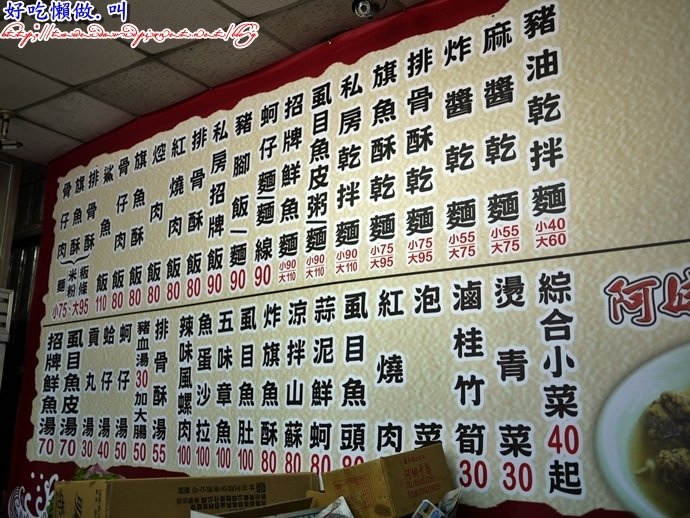 好吃懶做.叫
豬油乾拌麵 小40 大60
麻醬乾麵 小55 大75
炸醬乾麵 小55 大75
排骨酥乾麵 小75 大95
旗魚酥乾麵 小75 大95
私房乾拌麵 小90 大110
虱目魚皮粥麵 小90 大110
招牌鮮魚麵 小90 大110
蚵仔麵/麵線 90
豬腳飯/麵 90
私房招牌飯 90
排骨酥飯 80
紅燒肉飯 80
焢肉飯 80
旗魚酥飯 80
骨仔肉飯 80
鯊魚
排骨酥
旗魚酥
骨仔肉
麵 米粉 粄條
小75、大95
綜合小菜40起
燙青菜 30
滷桂竹筍 30
泡菜
紅燒肉
虱目魚頭 80
蒜泥鮮蚵 80
涼拌山蘇 80
炸旗魚酥 80
虱目魚肚 100
五味章魚 100
魚蛋沙拉 100
辣味風螺肉 100
排骨酥湯 55
豬血湯30加大腸50
蚵仔湯 50
蛤仔湯 40
貢丸湯 30
虱目魚皮湯 70
招牌鮮魚湯 70